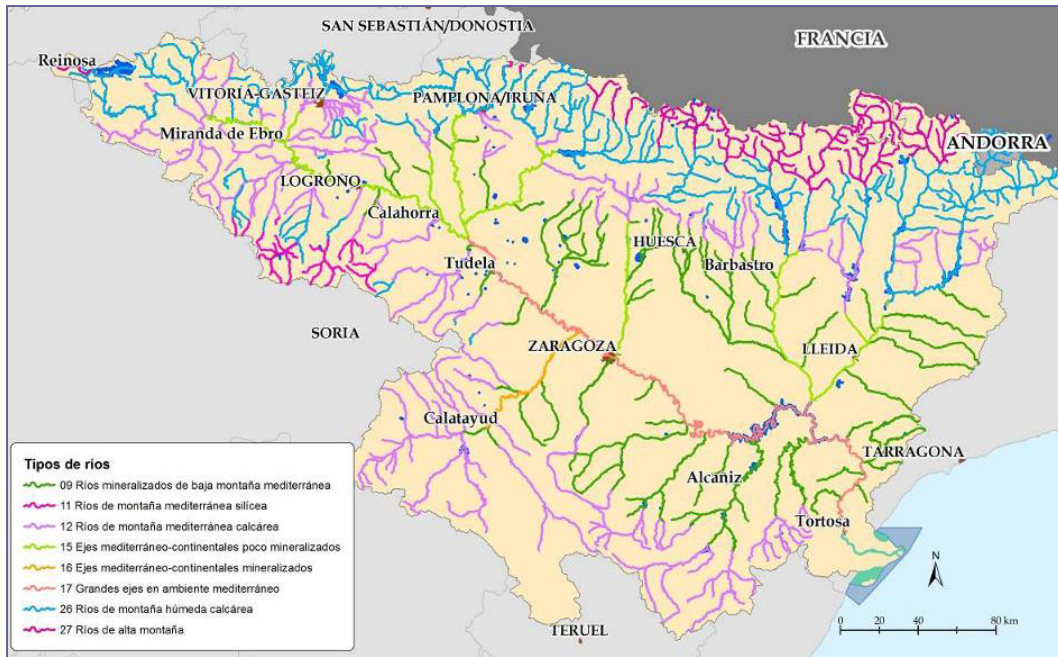 SAN SEBASTIÁN/DONOSTIA
FRANCIA
Reinosa
VITORIA-GASTEIZ
PAMPLONA/IRUÑA
Miranda de Ebro
ANDORRA
LOGROÑO
Calahorra
HUESCA
Tudela
Barbastro
SORIA
ZARAGOZA
LLEIDA
Calatayud
TARRAGONA
Alcaniz
Tortosa
TERUEL
Tipos de ríos
09 Ríos mineralizados de baja montaña mediterránea
11 Ríos de montaña mediterránea silícea
12 Ríos de montaña mediterránea calcárea
15 Ejes mediterráneo-continentales poco mineralizados
16 Ejes mediterráneo-continentales mineralizados
17 Grandes ejes en ambiente mediterráneo
26 Ríos de montaña húmeda calcárea
27 Ríos de alta montaña
N
0 20 40 80 km